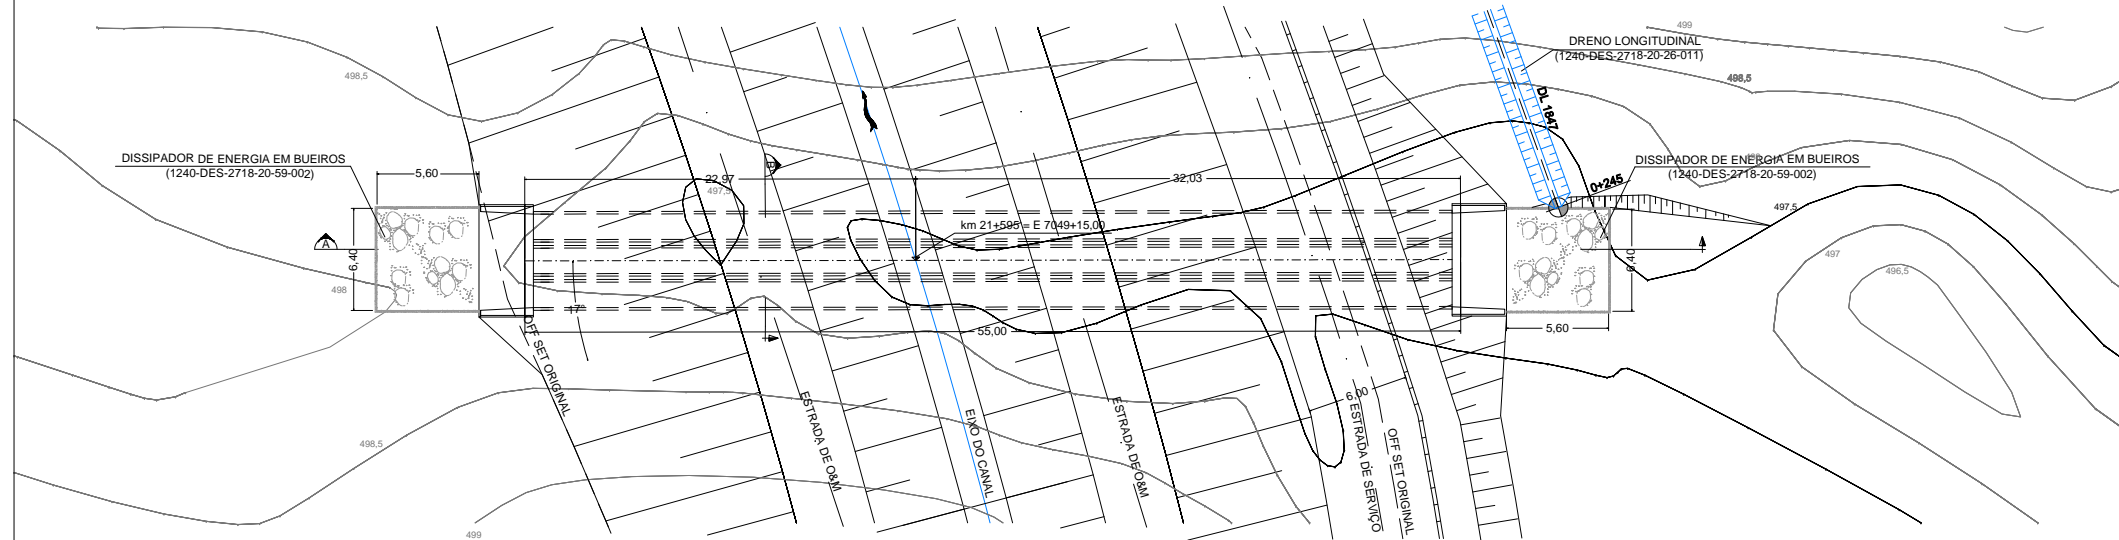 499
DRENO LONGITUDINAL
(1240-DES-2718-20-26-011)
498,5
498,5
DL 1847
DISSIPADOR DE ENERGIA EM BUEIROS
(1240-DES-2718-20-59-002)
5,60
22,97
497,5
B
32,03
DISSIPADOR DE ENERGIA EM BUEIROS
(1240-DES-2718-20-59-002)
0+245
497,5
km 21+595 = E 7049+15,00
A
6,40
6,40
497
496,5
498
17°
55,00
5,60
OFF SET ORIGINAL
ESTRADA DE O&M
EIXO DO CANAL
ESTRADA DE O&M
6,00
ESTRADA DE SERVIÇO
OFF SET ORIGINAL
498,5
499